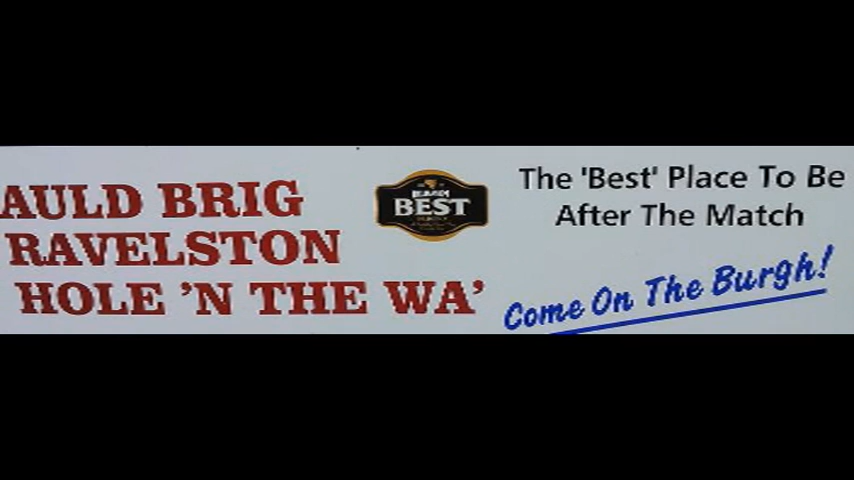 AULD BRIG
RAVELSTON
HOLE 'N THE WA'
BEST
The 'Best' Place To Be
After The Match
Come On The Burgh!